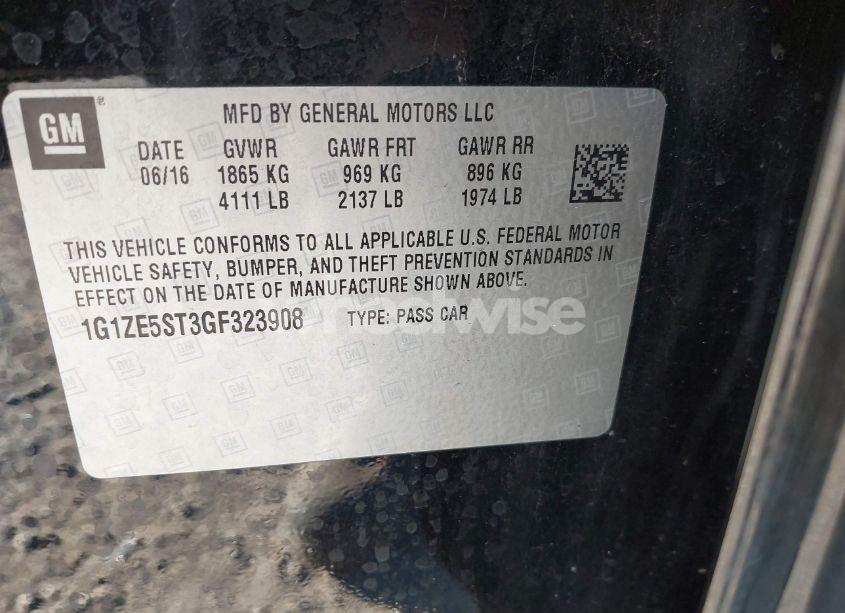 GM
MFD BY GENERAL MOTORS LLC
DATE GVWR GAWR FRT GAWR RR
06/16 1865 KG 969 KG 896 KG
4111 LB 2137 LB 1974 LB
THIS VEHICLE CONFORMS TO ALL APPLICABLE U.S. FEDERAL MOTOR
VEHICLE SAFETY, BUMPER, AND THEFT PREVENTION STANDARDS IN
EFFECT ON THE DATE OF MANUFACTURE SHOWN ABOVE.
1G1ZE5ST3GF323908 TYPE: PASS CAR